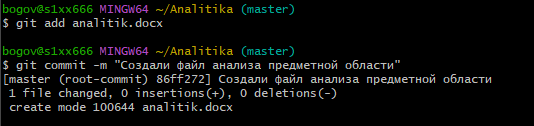 bogov@s1xx666 MINGW64 ~/Analitika (master)
$ git add analitik.docx
bogov@s1xx666 MINGW64 ~/Analitika (master)
$ git commit -m "Создали файл анализа предметной области"
[master (root-commit) 86ff272] Создали файл анализа предметной области
 1 file changed, 0 insertions(+), 0 deletions(-)
 create mode 100644 analitik.docx